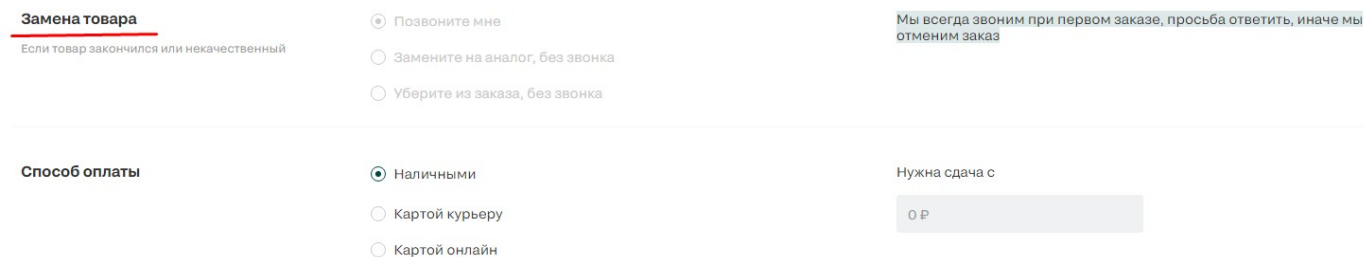 Замена товара
Если товар закончился или некачественный
Позвоните мне
Замените на аналог, без звонка
Уберите из заказа, без звонка
Мы всегда звоним при первом заказе, просьба ответить, иначе мы
отменим заказ
Способ оплаты
Наличными
Картой курьеру
Картой онлайн
Нужна сдача с
0 ₽